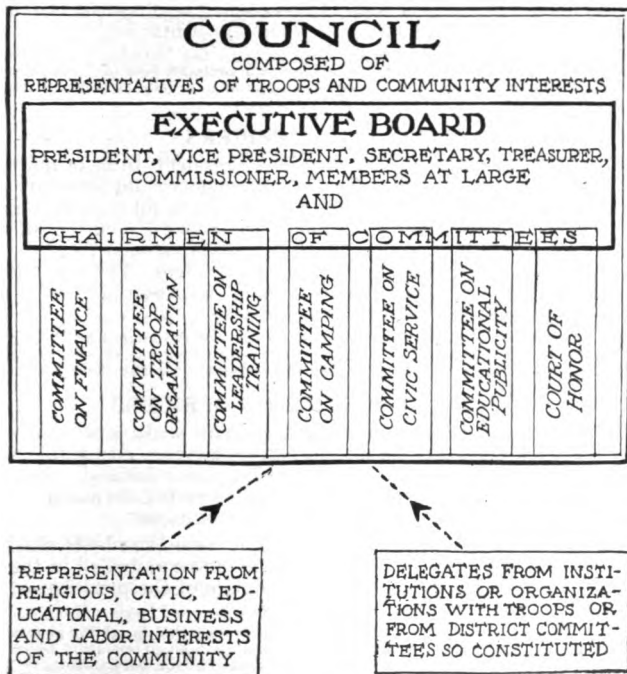 COUNCIL
COMPOSED OF
REPRESENTATIVES OF TROOPS AND COMMUNITY INTERESTS
EXECUTIVE BOARD
PRESIDENT, VICE PRESIDENT, SECRETARY, TREASURER,
COMMISSIONER, MEMBERS AT LARGE
AND
CHAIRMEN OF COMMITTEES
COMMITTEE
ON FINANCE
COMMITTEE
ON TROOP
ORGANIZATION
COMMITTEE ON
LEADERSHIP
TRAINING
COMMITTEE
ON CAMPING
COMMITTEE ON
CIVIC SERVICE
COMMITTEE ON
EDUCATIONAL
PUBLICITY
COURT OF
HONOR
REPRESENTATION FROM
RELIGIOUS, CIVIC, ED-
UCATIONAL, BUSINESS
AND LABOR INTERESTS
OF THE COMMUNITY
DELEGATES FROM INSTI-
TUTIONS OR ORGANIZA-
TIONS WITH TROOPS OR
FROM DISTRICT COMMIT-
TEES SO CONSTITUTED